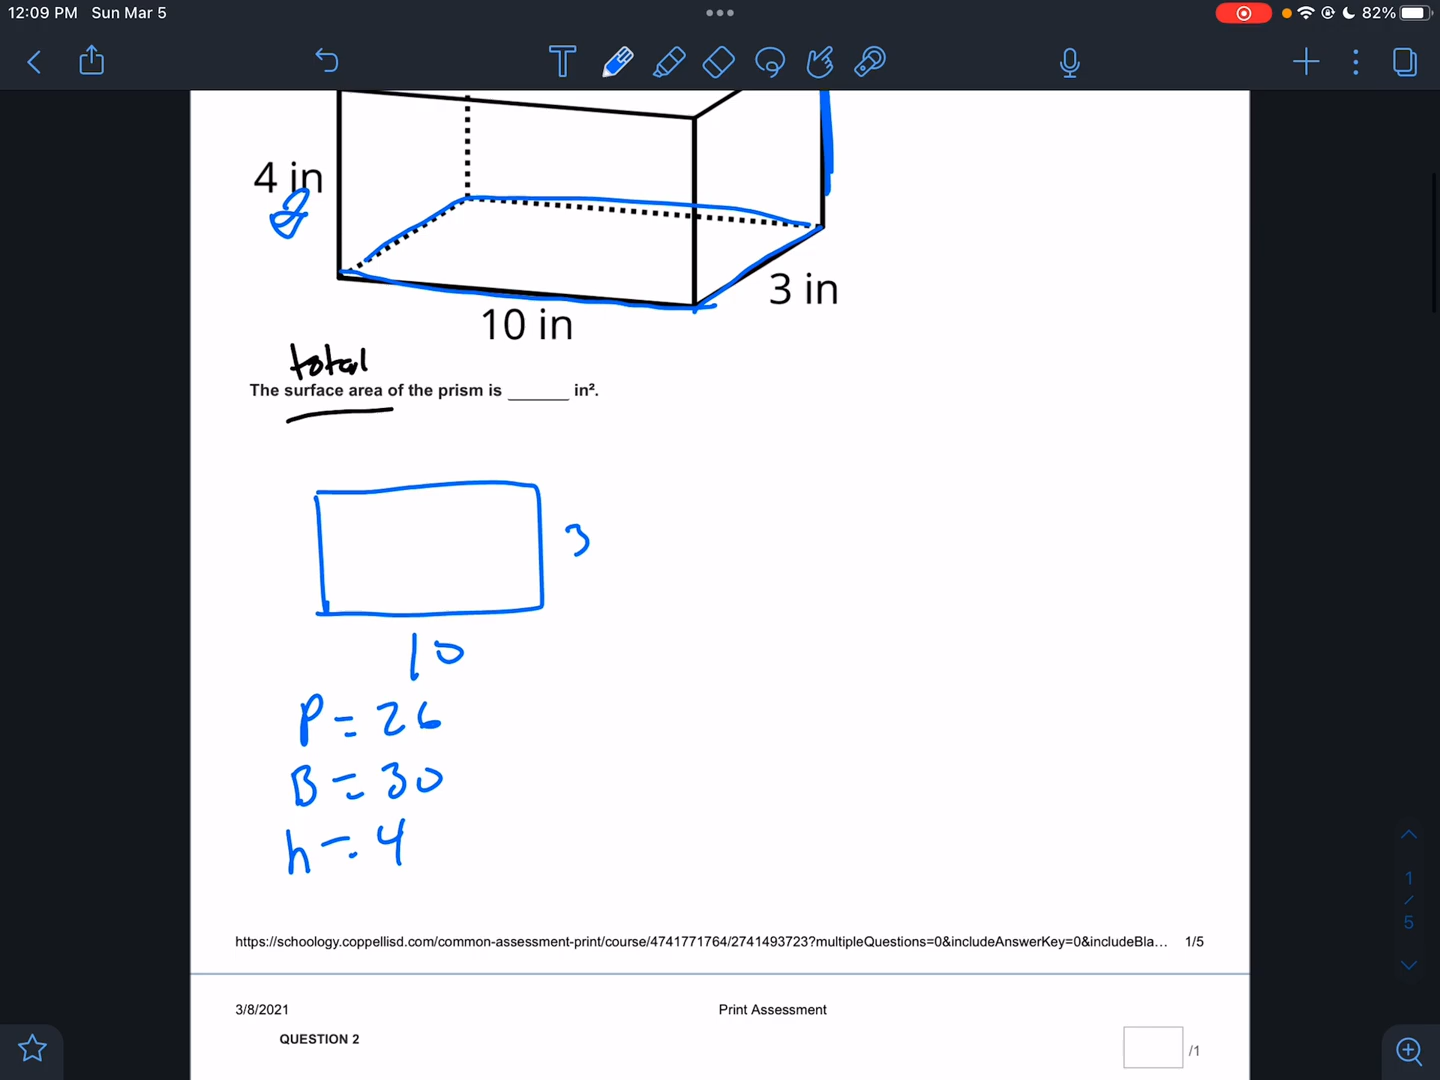 12:09 PM Sun Mar 5
82%
T
4 in
3 in
10 in
total
The surface area of the prism is ______ in².
3
10
P = 26
B = 30
h = 4
1
/
5
https://schoology.coppellisd.com/common-assessment-print/course/4741771764/2741493723?multipleQuestions=0&includeAnswerKey=0&includeBla… 1/5
3/8/2021 Print Assessment
QUESTION 2
/1